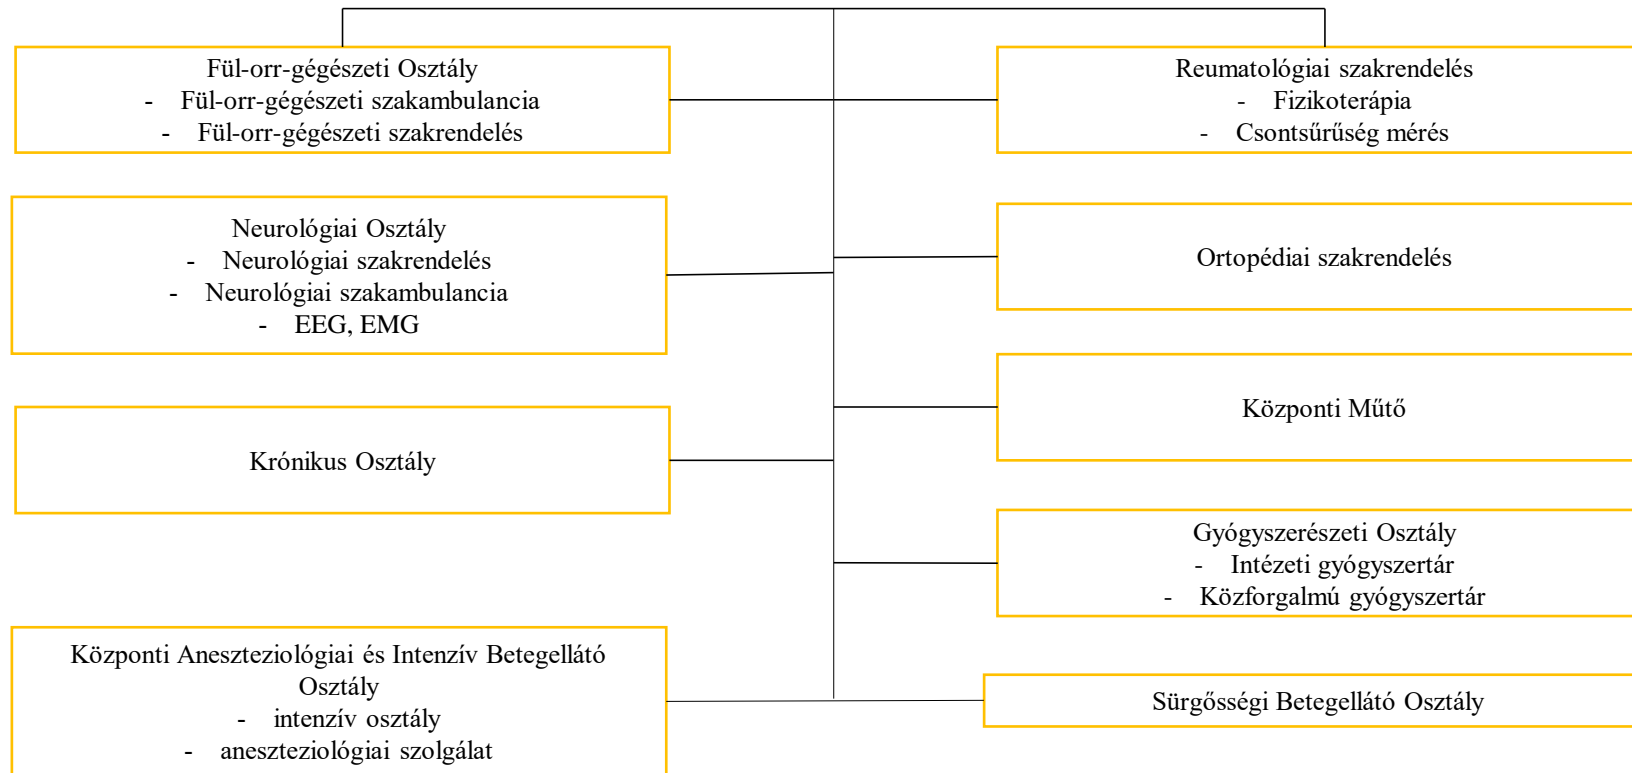 Fül-orr-gégészeti Osztály
- Fül-orr-gégészeti szakambulancia
- Fül-orr-gégészeti szakrendelés
Reumatológiai szakrendelés
- Fizikoterápia
- Csontsűrűség mérés
Neurológiai Osztály
- Neurológiai szakrendelés
- Neurológiai szakambulancia
- EEG, EMG
Ortopédiai szakrendelés
Krónikus Osztály
Központi Műtő
Gyógyszerészeti Osztály
- Intézeti gyógyszertár
- Közforgalmú gyógyszertár
Központi Aneszteziológiai és Intenzív Betegellátó
Osztály
- intenzív osztály
- aneszteziológiai szolgálat
Sürgősségi Betegellátó Osztály